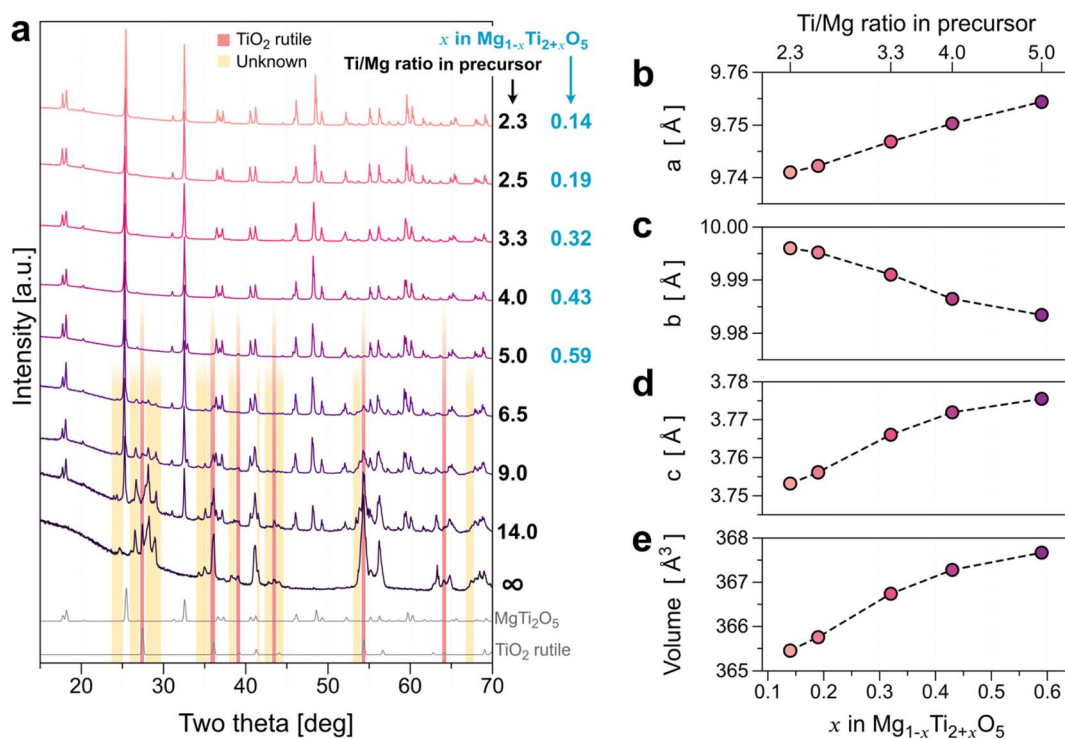 a
TiO2 rutile
Unknown
x in Mg1-xTi2+xO5
Ti/Mg ratio in precursor
2.3 0.14
2.5 0.19
3.3 0.32
4.0 0.43
5.0 0.59
6.5
9.0
14.0
∞
MgTi2O5
TiO2 rutile
Intensity [a.u.]
20 30 40 50 60 70
Two theta [deg]
Ti/Mg ratio in precursor
2.3 3.3 4.0 5.0
b
9.76
9.75
9.74
a [Å]
c
10.00
9.99
9.98
b [Å]
d
3.78
3.77
3.76
3.75
c [Å]
e
368
367
366
365
Volume [Å3]
0.1 0.2 0.3 0.4 0.5 0.6
x in Mg1-xTi2+xO5